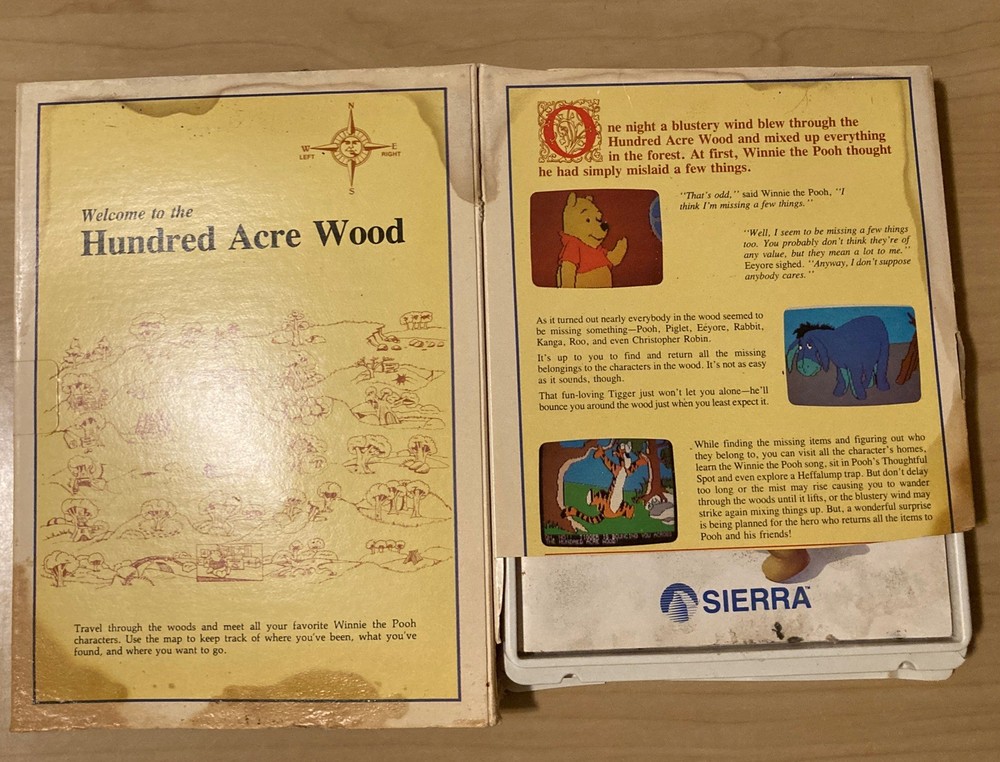 N
W
E
LEFT
RIGHT
S
Welcome to the
Hundred Acre Wood
Travel through the woods and meet all your favorite Winnie the Pooh
characters. Use the map to keep track of where you've been, what you've
found, and where you want to go.
One night a blustery wind blew through the
Hundred Acre Wood and mixed up everything
in the forest. At first, Winnie the Pooh thought
he had simply mislaid a few things.
"That's odd," said Winnie the Pooh, "I
think I'm missing a few things."
"Well, I seem to be missing a few things
too. You probably don't think they're of
any value, but they mean a lot to me."
Eeyore sighed. "Anyway, I don't suppose
anybody cares."
As it turned out nearly everybody in the wood seemed to
be missing something—Pooh, Piglet, Eeyore, Rabbit,
Kanga, Roo, and even Christopher Robin.
It's up to you to find and return all the missing
belongings to the characters in the wood. It's not as easy
as it sounds, though.
That fun-loving Tigger just won't let you alone—he'll
bounce you around the wood just when you least expect it.
While finding the missing items and figuring out who
they belong to, you can visit all the character's homes,
learn the Winnie the Pooh song, sit in Pooh's Thoughtful
Spot and even explore a Heffalump trap. But don't delay
too long or the mist may rise causing you to wander
through the woods until it lifts, or the blustery wind may
strike again mixing things up. But, a wonderful surprise
is being planned for the hero who returns all the items to
Pooh and his friends!
TIGGER IS BOUNCING YOU ACROSS
THE HUNDRED ACRE WOOD
SIERRA™